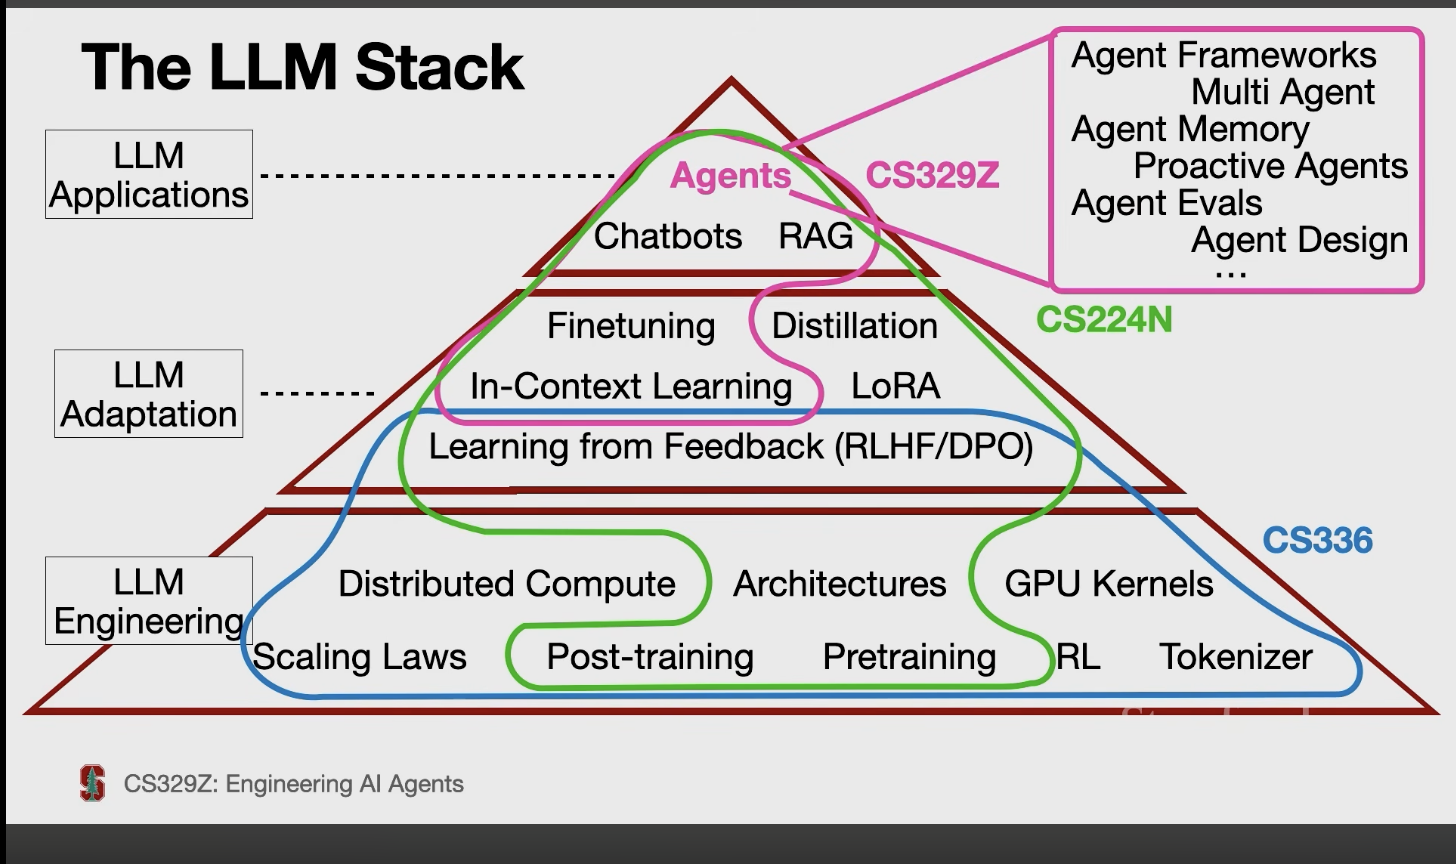 The LLM Stack
Agent Frameworks
Multi Agent
Agent Memory
Proactive Agents
Agent Evals
Agent Design
...
LLM
Applications
Agents
CS329Z
Chatbots RAG
CS224N
Finetuning Distillation
LLM
Adaptation
In-Context Learning LoRA
Learning from Feedback (RLHF/DPO)
CS336
LLM
Engineering
Distributed Compute Architectures GPU Kernels
Scaling Laws Post-training Pretraining RL Tokenizer
CS329Z: Engineering AI Agents